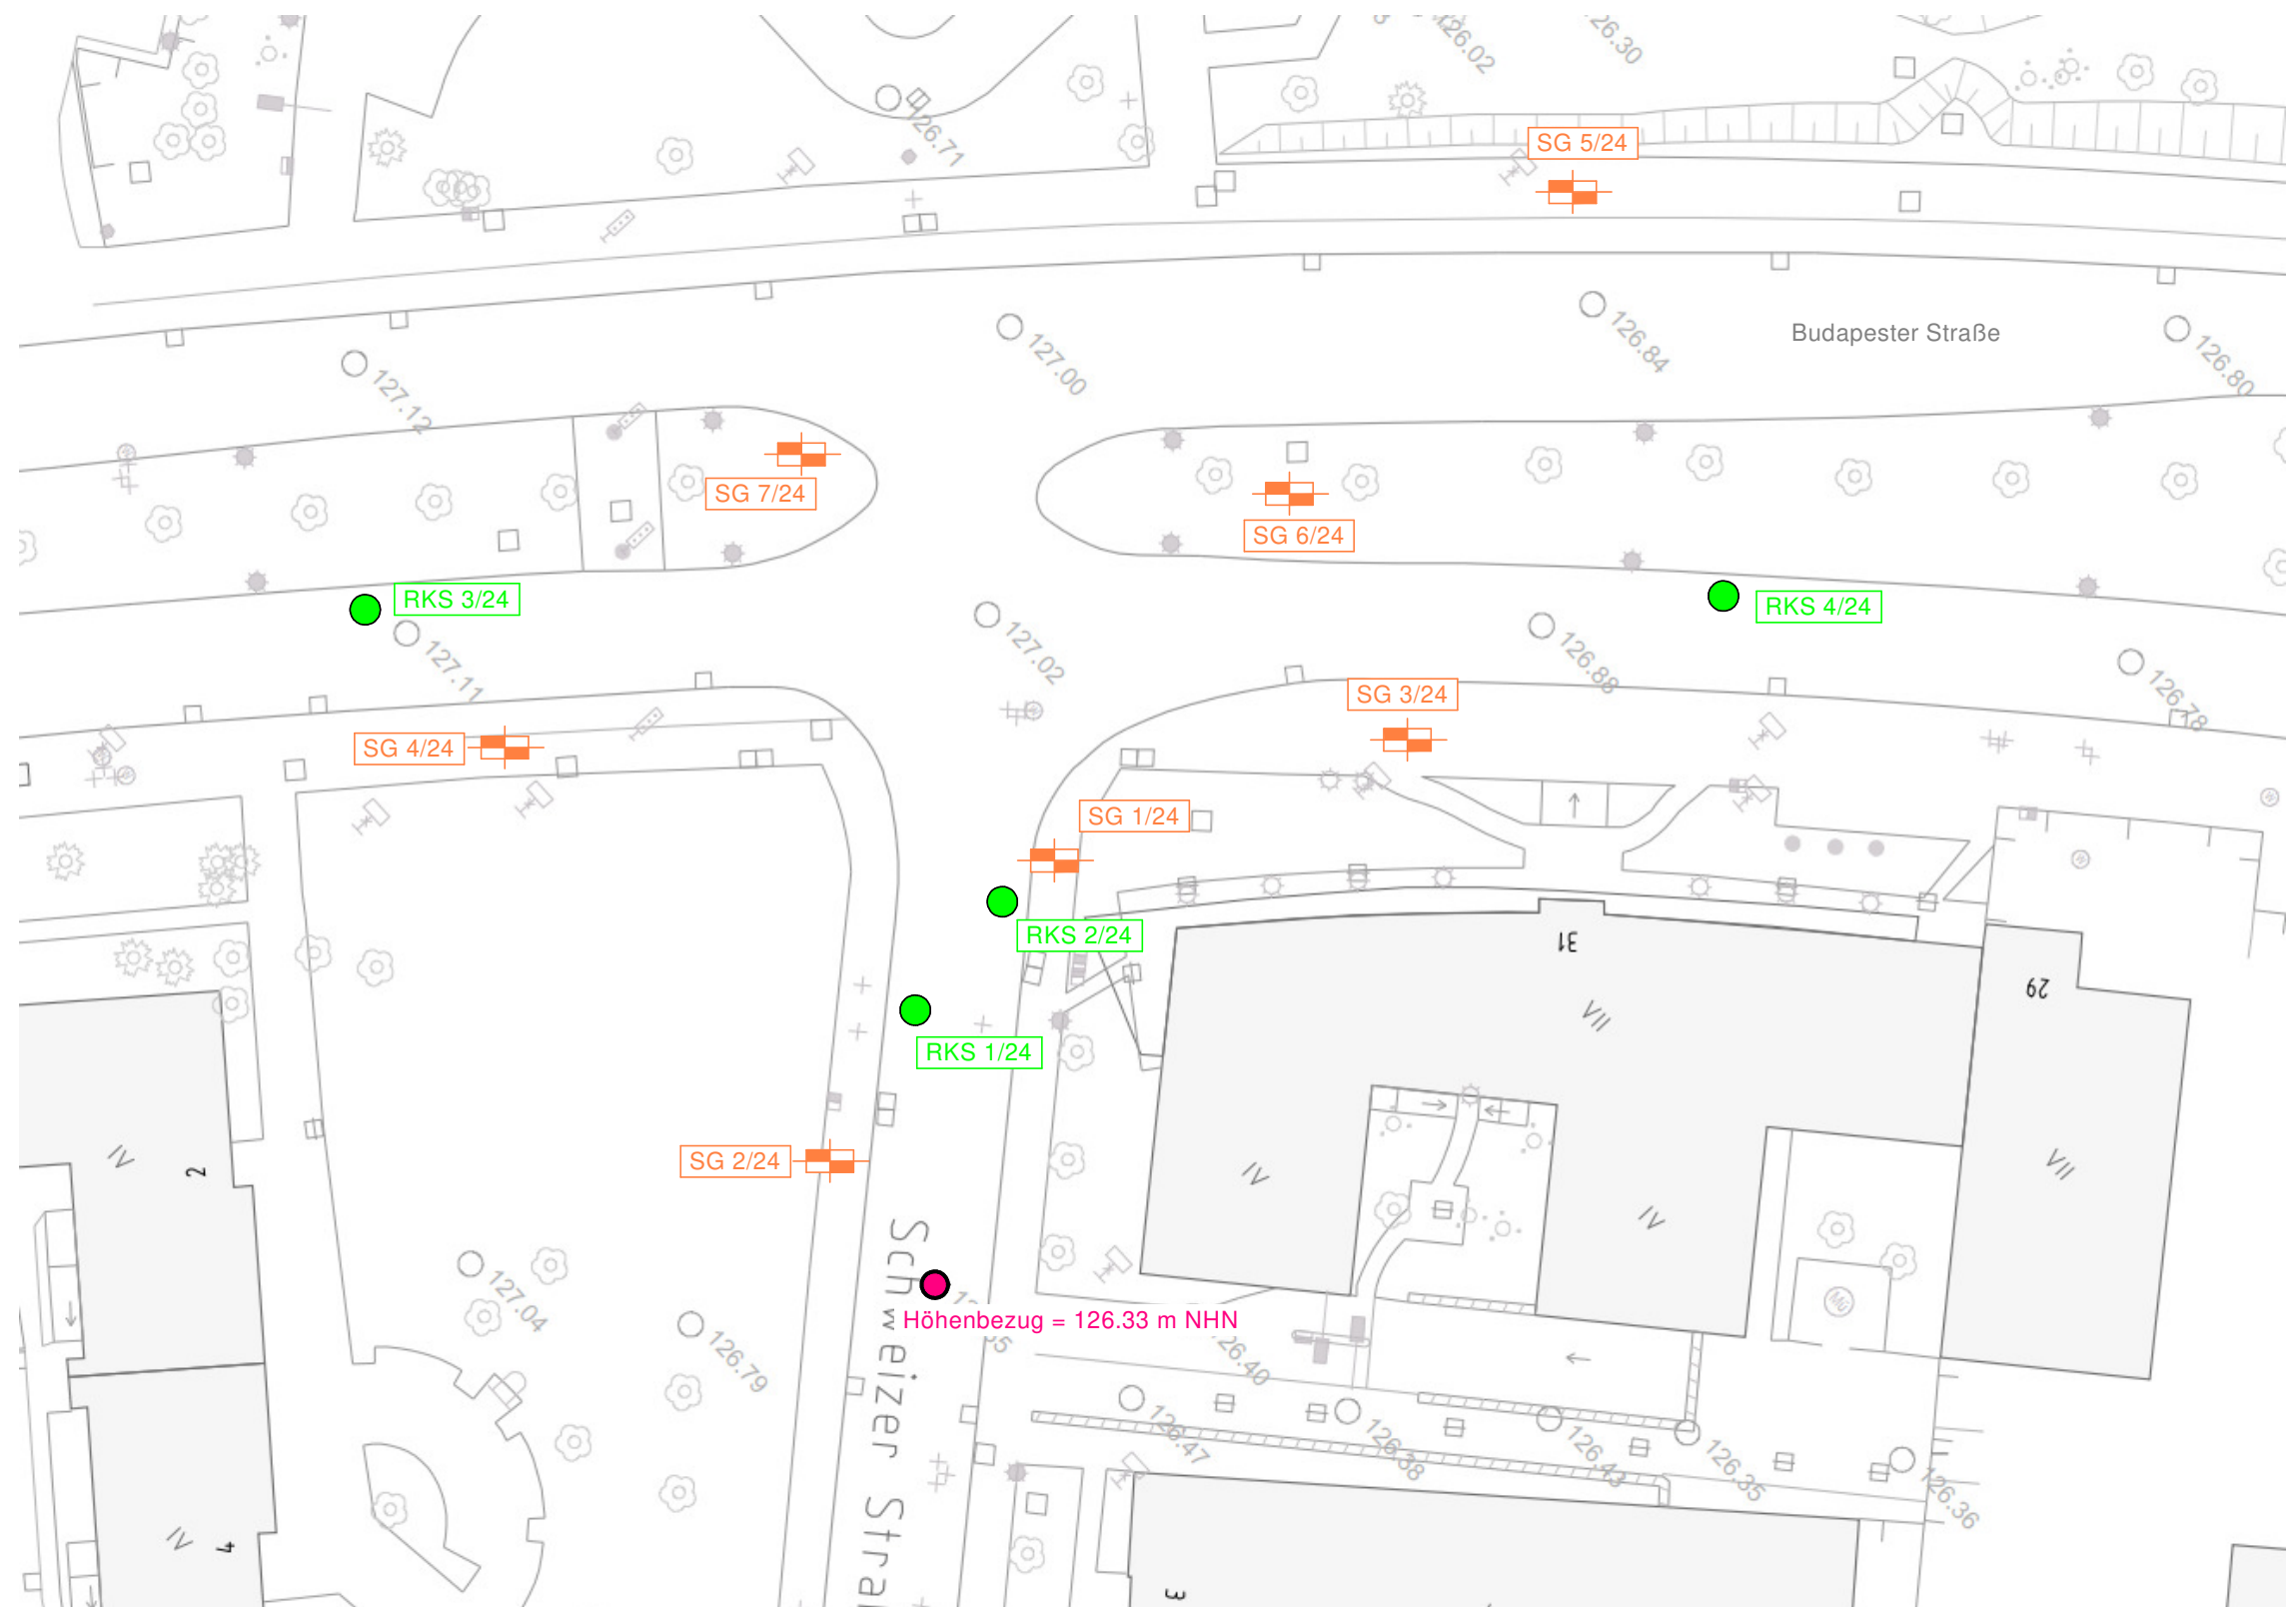 126.02
126.30
126.71
SG 5/24
Budapester Straße
127.12
127.00
126.84
126.80
SG 7/24
SG 6/24
RKS 3/24
RKS 4/24
127.11
127.02
126.88
126.78
SG 3/24
SG 4/24
SG 1/24
RKS 2/24
31
29
VII
RKS 1/24
IV
2
SG 2/24
IV
IV
VII
127.04
126.79
Höhenbezug = 126.33 m NHN
Mü
126.40
Schweizer Straß
126.47
126.38
126.43
126.35
126.36
IV
4
3